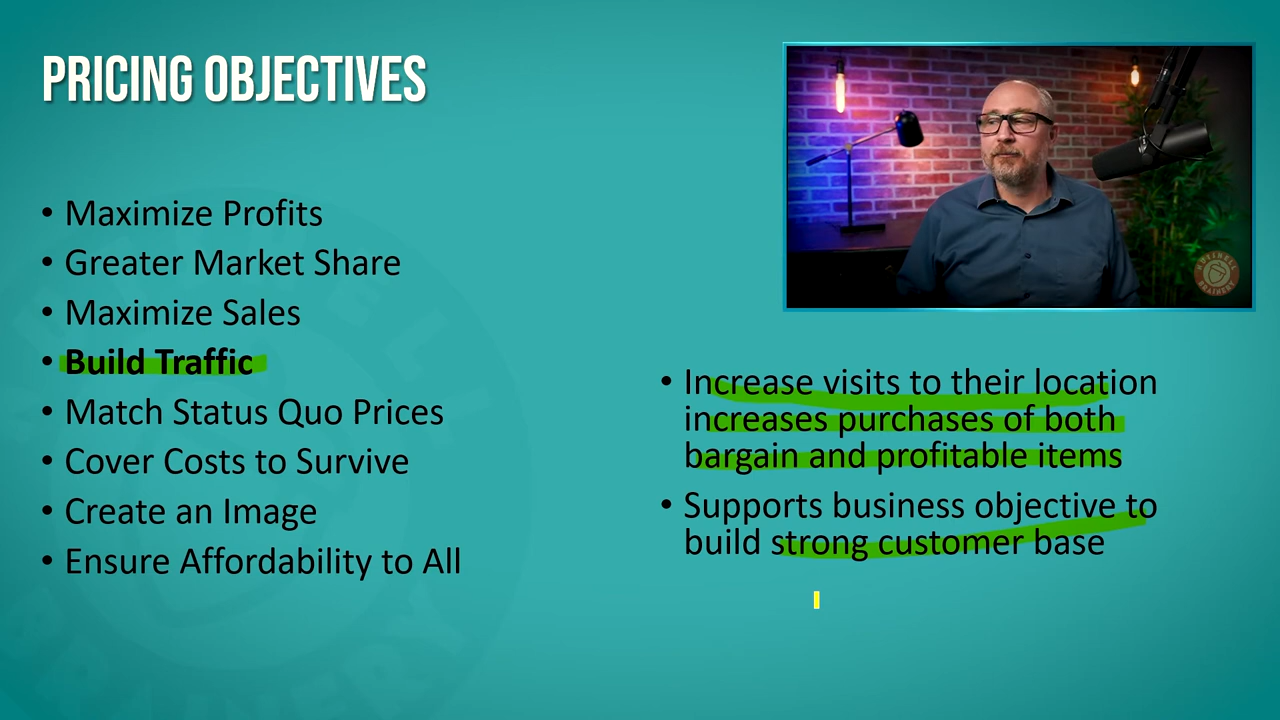 PRICING OBJECTIVES
• Maximize Profits
• Greater Market Share
• Maximize Sales
• Build Traffic
• Match Status Quo Prices
• Cover Costs to Survive
• Create an Image
• Ensure Affordability to All
• Increase visits to their location
increases purchases of both
bargain and profitable items
• Supports business objective to
build strong customer base